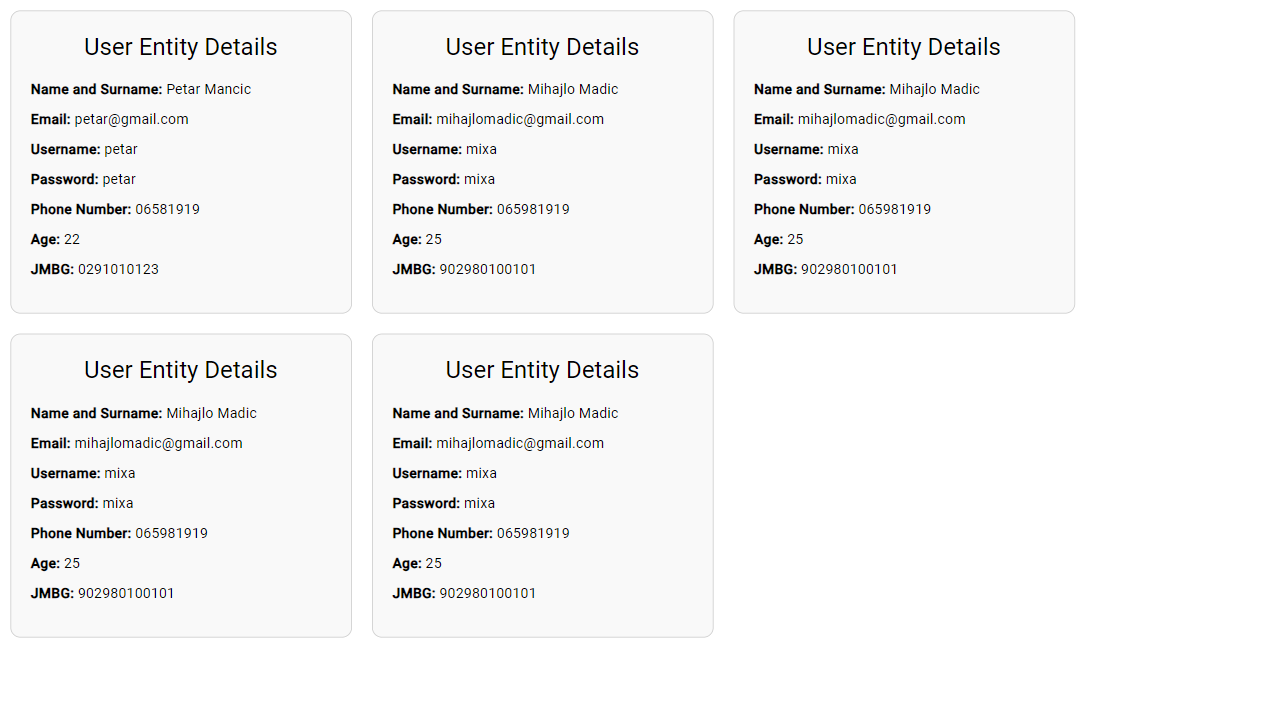 User Entity Details
Name and Surname: Petar Mancic
Email: petar@gmail.com
Username: petar
Password: petar
Phone Number: 06581919
Age: 22
JMBG: 0291010123
User Entity Details
Name and Surname: Mihajlo Madic
Email: mihajlomadic@gmail.com
Username: mixa
Password: mixa
Phone Number: 065981919
Age: 25
JMBG: 902980100101
User Entity Details
Name and Surname: Mihajlo Madic
Email: mihajlomadic@gmail.com
Username: mixa
Password: mixa
Phone Number: 065981919
Age: 25
JMBG: 902980100101
User Entity Details
Name and Surname: Mihajlo Madic
Email: mihajlomadic@gmail.com
Username: mixa
Password: mixa
Phone Number: 065981919
Age: 25
JMBG: 902980100101
User Entity Details
Name and Surname: Mihajlo Madic
Email: mihajlomadic@gmail.com
Username: mixa
Password: mixa
Phone Number: 065981919
Age: 25
JMBG: 902980100101